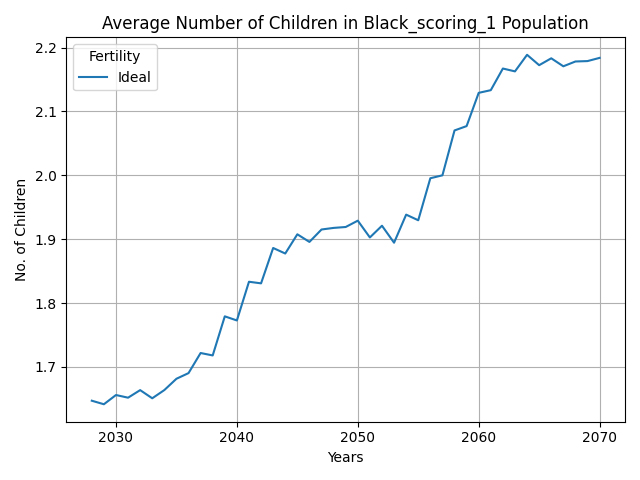 Average Number of Children in Black_scoring_1 Population
2.2
2.1
2.0
1.9
1.8
1.7
No. of Children
Fertility
Ideal
2030 2040 2050 2060 2070
Years